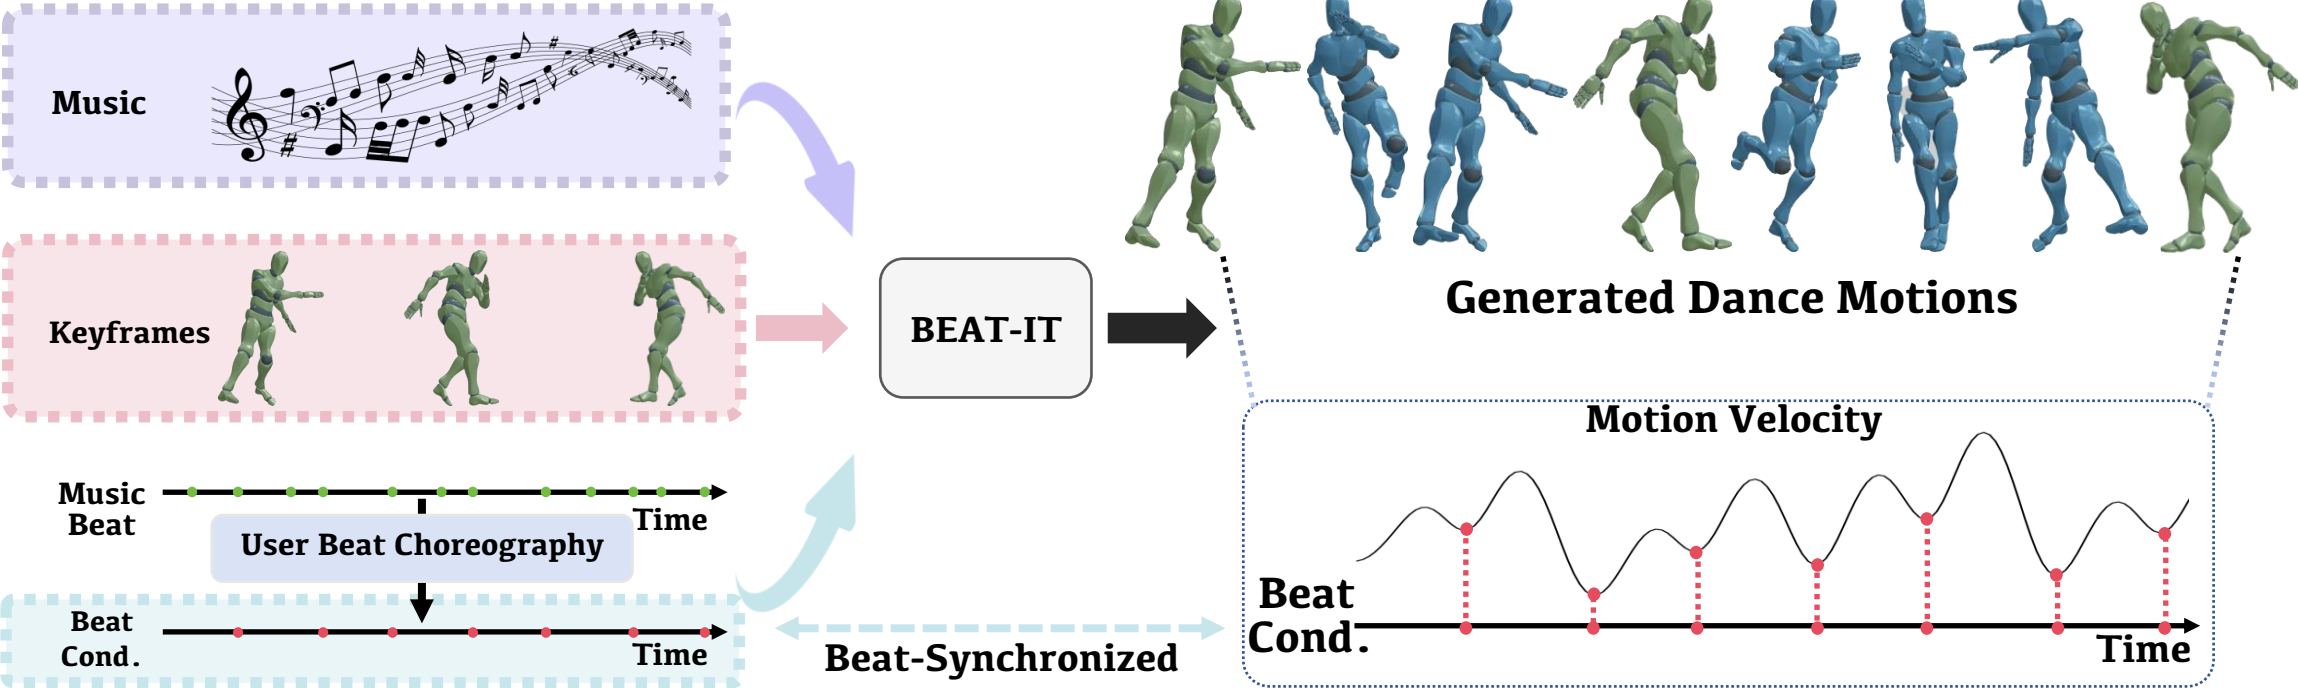 Music
Keyframes
Music
Beat
Time
User Beat Choreography
Beat
Cond.
Time
BEAT-IT
Beat-Synchronized
Generated Dance Motions
Motion Velocity
Beat
Cond.
Time